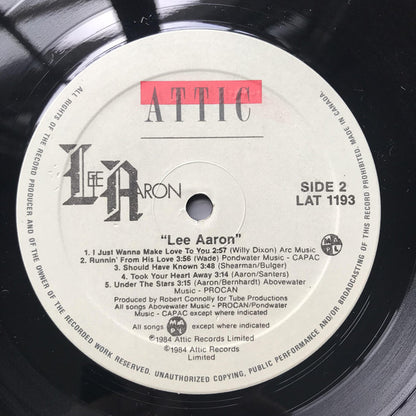 ATTIC
LEE AARON
SIDE 2
LAT 1193
"Lee Aaron"
1. I Just Wanna Make Love To You 2:57 (Willy Dixon) Arc Music
2. Runnin' From His Love 3:56 (Wade) Pondwater Music - CAPAC
3. Should Have Known 3:48 (Shearman/Bulger)
4. Took Your Heart Away 3:14 (Aaron/Santers)
5. Under The Stars 3:15 (Aaron/Bernhardt) Abovewater
Music - PROCAN
Produced by Robert Connolly for Tube Productions
All songs Abovewater Music - PROCAN/Pondwater
Music - CAPAC except where indicated
All songs except where indicated
℗1984 Attic Records
Limited
©1984 Attic Records
Limited
ALL RIGHTS OF THE RECORD PRODUCER AND OF THE OWNER OF THE RECORDED WORK RESERVED. UNAUTHORIZED COPYING, PUBLIC PERFORMANCE AND/OR BROADCASTING OF THIS RECORD PROHIBITED. MADE IN CANADA.